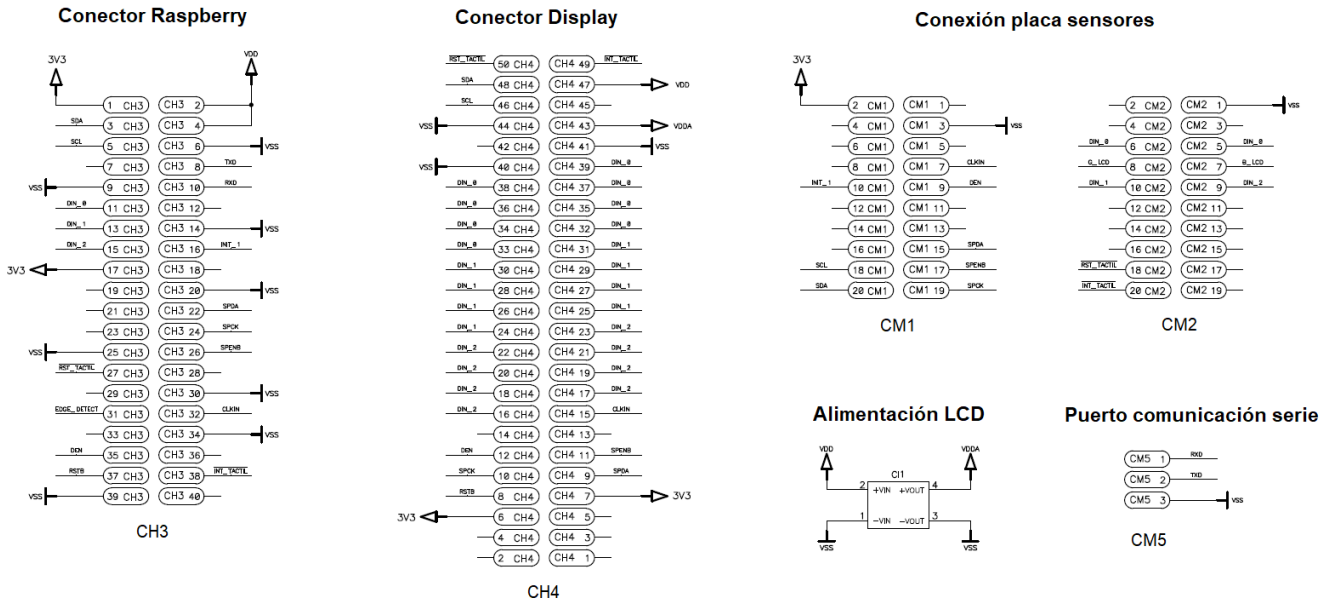 Conector Raspberry
3V3 VDD
1 CH3 CH3 2
SDA 3 CH3 CH3 4
SCL 5 CH3 CH3 6 VSS
7 CH3 CH3 8 TXD
VSS 9 CH3 CH3 10 RXD
DIN_0 11 CH3 CH3 12
DIN_1 13 CH3 CH3 14 VSS
DIN_2 15 CH3 CH3 16 INIT_1
3V3 17 CH3 CH3 18
19 CH3 CH3 20 VSS
21 CH3 CH3 22 SPDA
23 CH3 CH3 24 SPCK
VSS 25 CH3 CH3 26 SPENB
RST_TACTIL 27 CH3 CH3 28
29 CH3 CH3 30 VSS
EDGE_DETECT 31 CH3 CH3 32 CLKIN
33 CH3 CH3 34 VSS
DEN 35 CH3 CH3 36
RSTB 37 CH3 CH3 38 INT_TACTIL
VSS 39 CH3 CH3 40
CH3
Conector Display
RST_TACTIL 50 CH4 CH4 49 INT_TACTIL
SDA 48 CH4 CH4 47 VDD
SCL 46 CH4 CH4 45
VSS 44 CH4 CH4 43 VDDA
42 CH4 CH4 41 VSS
VSS 40 CH4 CH4 39 DIN_0
DIN_0 38 CH4 CH4 37 DIN_0
DIN_0 36 CH4 CH4 35 DIN_0
DIN_0 34 CH4 CH4 32 DIN_0
DIN_0 33 CH4 CH4 31 DIN_1
DIN_1 30 CH4 CH4 29 DIN_1
DIN_1 28 CH4 CH4 27 DIN_1
DIN_1 26 CH4 CH4 25 DIN_1
DIN_1 24 CH4 CH4 23 DIN_2
DIN_2 22 CH4 CH4 21 DIN_2
DIN_2 20 CH4 CH4 19 DIN_2
DIN_2 18 CH4 CH4 17 DIN_2
DIN_2 16 CH4 CH4 15 CLKIN
14 CH4 CH4 13
DEN 12 CH4 CH4 11 SPENB
SPCK 10 CH4 CH4 9 SPDA
RSTB 8 CH4 CH4 7 3V3
3V3 6 CH4 CH4 5
4 CH4 CH4 3
2 CH4 CH4 1
CH4
Conexión placa sensores
3V3
2 CM1 CM1 1
4 CM1 CM1 3 VSS
6 CM1 CM1 5
8 CM1 CM1 7 CLKIN
INIT_1 10 CM1 CM1 9 DEN
12 CM1 CM1 11
14 CM1 CM1 13
16 CM1 CM1 15 SPDA
SCL 18 CM1 CM1 17 SPENB
SDA 20 CM1 CM1 19 SPCK
CM1
2 CM2 CM2 1 VSS
4 CM2 CM2 3
DIN_0 6 CM2 CM2 5 DIN_0
G_LCD 8 CM2 CM2 7 B_LCD
DIN_1 10 CM2 CM2 9 DIN_2
12 CM2 CM2 11
14 CM2 CM2 13
16 CM2 CM2 15
RST_TACTIL 18 CM2 CM2 17
INT_TACTIL 20 CM2 CM2 19
CM2
Alimentación LCD
VDD VDDA
CI1
2 +VIN +VOUT 4
1 -VIN -VOUT 3
VSS VSS
Puerto comunicación serie
CM5 1 RXD
CM5 2 TXD
CM5 3 VSS
CM5